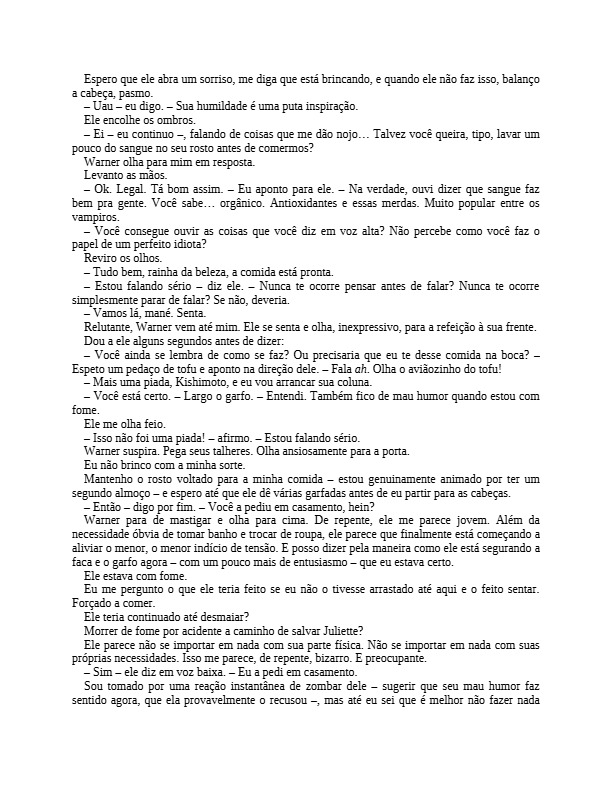 Espero que ele abra um sorriso, me diga que está brincando, e quando ele não faz isso, balanço
a cabeça, pasmo.
– Uau – eu digo. – Sua humildade é uma puta inspiração.
Ele encolhe os ombros.
– Ei – eu continuo –, falando de coisas que me dão nojo… Talvez você queira, tipo, lavar um
pouco do sangue no seu rosto antes de comermos?
Warner olha para mim em resposta.
Levanto as mãos.
– Ok. Legal. Tá bom assim. – Eu aponto para ele. – Na verdade, ouvi dizer que sangue faz
bem pra gente. Você sabe… orgânico. Antioxidantes e essas merdas. Muito popular entre os
vampiros.
– Você consegue ouvir as coisas que você diz em voz alta? Não percebe como você faz o
papel de um perfeito idiota?
Reviro os olhos.
– Tudo bem, rainha da beleza, a comida está pronta.
– Estou falando sério – diz ele. – Nunca te ocorre pensar antes de falar? Nunca te ocorre
simplesmente parar de falar? Se não, deveria.
– Vamos lá, mané. Senta.
Relutante, Warner vem até mim. Ele se senta e olha, inexpressivo, para a refeição à sua frente.
Dou a ele alguns segundos antes de dizer:
– Você ainda se lembra de como se faz? Ou precisaria que eu te desse comida na boca? –
Espeto um pedaço de tofu e aponto na direção dele. – Fala ah. Olha o aviãozinho do tofu!
– Mais uma piada, Kishimoto, e eu vou arrancar sua coluna.
– Você está certo. – Largo o garfo. – Entendi. Também fico de mau humor quando estou com
fome.
Ele me olha feio.
– Isso não foi uma piada! – afirmo. – Estou falando sério.
Warner suspira. Pega seus talheres. Olha ansiosamente para a porta.
Eu não brinco com a minha sorte.
Mantenho o rosto voltado para a minha comida – estou genuinamente animado por ter um
segundo almoço – e espero até que ele dê várias garfadas antes de eu partir para as cabeças.
– Então – digo por fim. – Você a pediu em casamento, hein?
Warner para de mastigar e olha para cima. De repente, ele me parece jovem. Além da
necessidade óbvia de tomar banho e trocar de roupa, ele parece que finalmente está começando a
aliviar o menor, o menor indício de tensão. E posso dizer pela maneira como ele está segurando a
faca e o garfo agora – com um pouco mais de entusiasmo – que eu estava certo.
Ele estava com fome.
Eu me pergunto o que ele teria feito se eu não o tivesse arrastado até aqui e o feito sentar.
Forçado a comer.
Ele teria continuado até desmaiar?
Morrer de fome por acidente a caminho de salvar Juliette?
Ele parece não se importar em nada com sua parte física. Não se importar em nada com suas
próprias necessidades. Isso me parece, de repente, bizarro. E preocupante.
– Sim – ele diz em voz baixa. – Eu a pedi em casamento.
Sou tomado por uma reação instantânea de zombar dele – sugerir que seu mau humor faz
sentido agora, que ela provavelmente o recusou –, mas até eu sei que é melhor não fazer nada